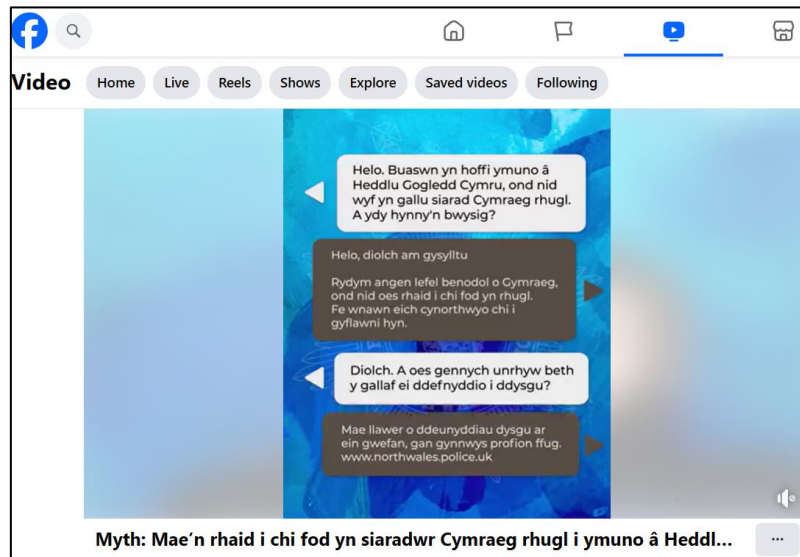 Video
Home
Live
Reels
Shows
Explore
Saved videos
Following
Helo. Buaswn yn hoffi ymuno â
Heddlu Gogledd Cymru, ond nid
wyf yn gallu siarad Cymraeg rhugl.
A ydy hynny'n bwysig?
Helo, diolch am gysylltu
Rydym angen lefel benodol o Gymraeg,
ond nid oes rhaid i chi fod yn rhugl.
Fe wnawn eich cynorthwyo chi i
gyflawni hyn.
Diolch. A oes gennych unrhyw beth
y gallaf ei ddefnyddio i ddysgu?
Mae llawer o ddeunyddiau dysgu ar
ein gwefan, gan gynnwys profion ffug.
www.northwales.police.uk
Myth: Mae'n rhaid i chi fod yn siaradwr Cymraeg rhugl i ymuno â Heddl...